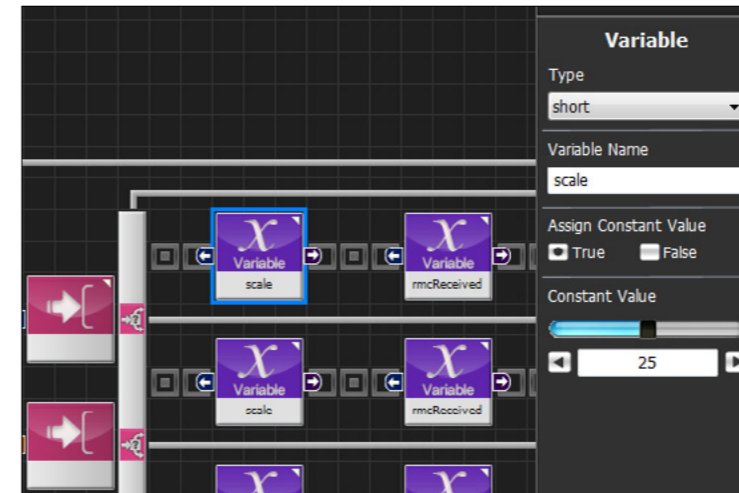 Variable
scale
Variable
rmcReceived
Variable
scale
Variable
rmcReceived
Variable
Type
short
Variable Name
scale
Assign Constant Value
True
False
Constant Value
25